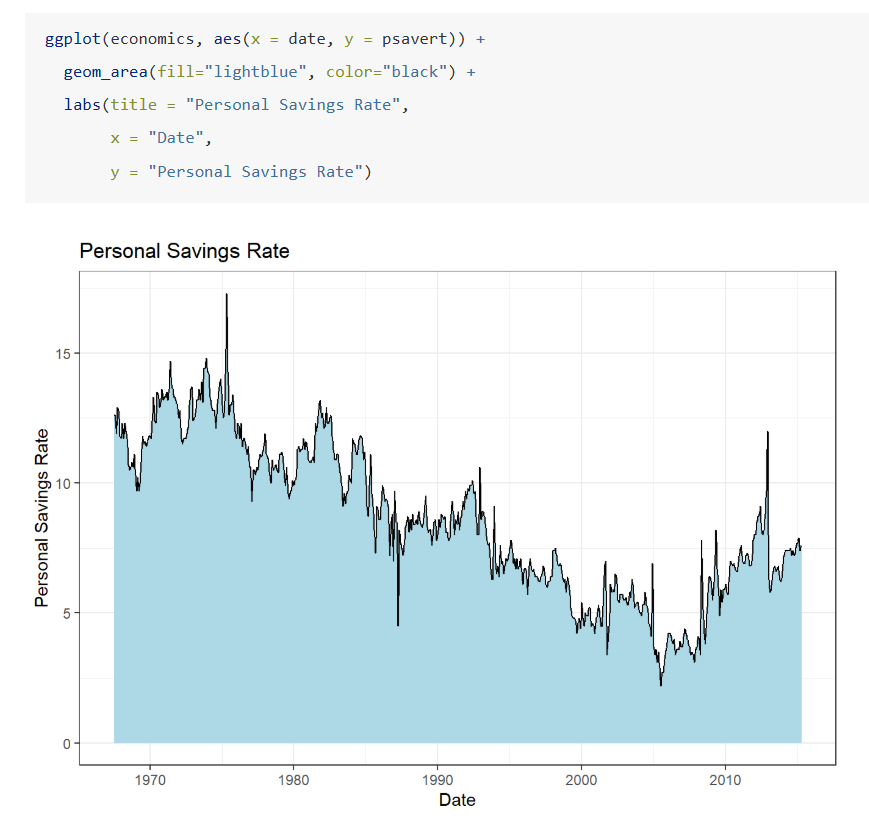 ggplot(economics, aes(x = date, y = psavert)) +
geom_area(fill="lightblue", color="black") +
labs(title = "Personal Savings Rate",
x = "Date",
y = "Personal Savings Rate")
Personal Savings Rate
Personal Savings Rate
15
10
5
0
1970 1980 1990 2000 2010
Date